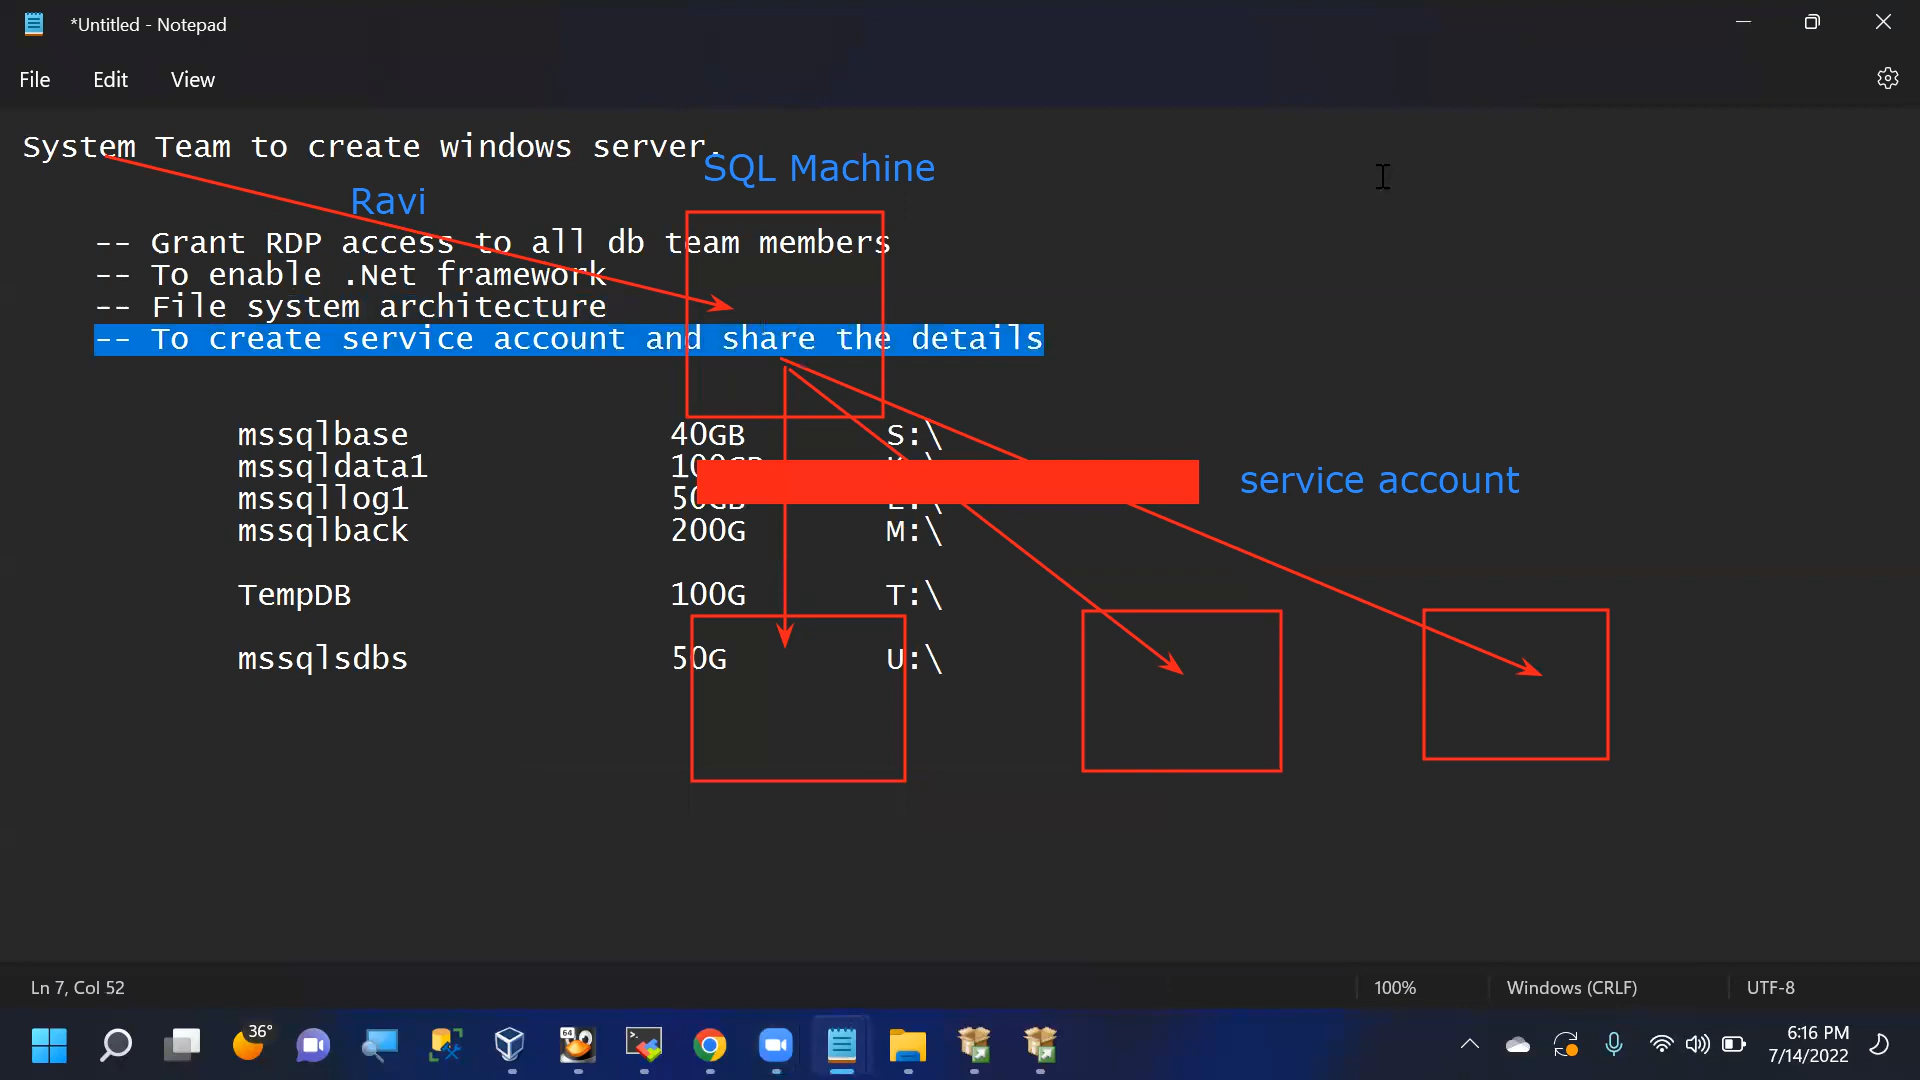 *Untitled - Notepad
File Edit View
System Team to create windows server.
SQL Machine
Ravi
-- Grant RDP access to all db team members
-- To enable .Net framework
-- File system architecture
-- To create service account and share the details
mssqlbase 40GB S:\
mssqldata1
mssqllog1
service account
mssqlback 200G M:\
TempDB 100G T:\
mssqlsdbs 50G U:\
Ln 7, Col 52 100% Windows (CRLF) UTF-8
36° 64
6:16 PM
7/14/2022